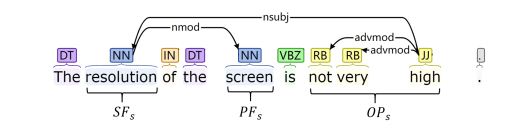 nsubj
nmod advmod
advmod
DT NN IN DT NN VBZ RB RB JJ .
The resolution of the screen is not very high .
SFₛ PFₛ OPₛ